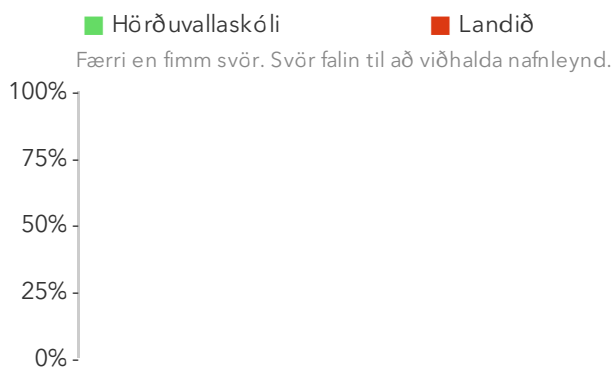 Hörðuvallaskóli Landið
Færri en fimm svör. Svör falin til að viðhalda nafnleynd.
100%
75%
50%
25%
0%